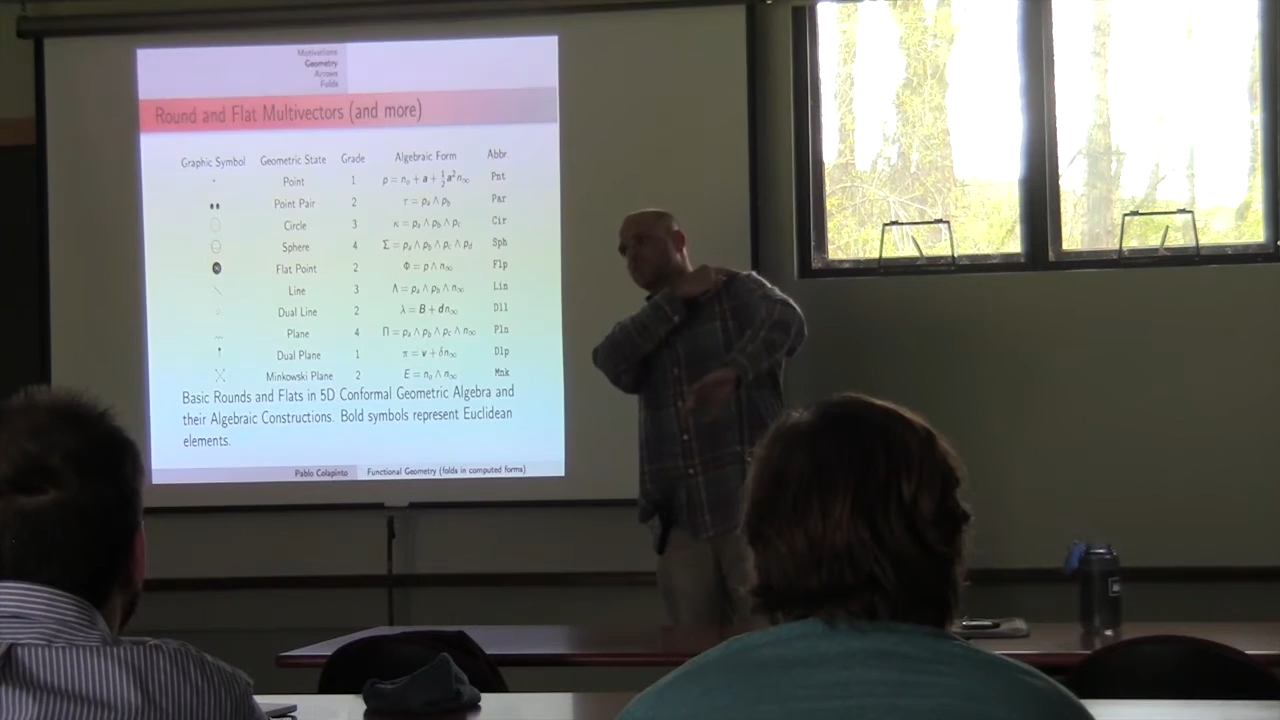 Motivations
Geometry
Arrows
Folds
Round and Flat Multivectors (and more)
Graphic Symbol Geometric State Grade Algebraic Form Abbr
Point 1 p = nₒ + a + ½a²n∞ Pnt
Point Pair 2 τ = pₐ ∧ p_b Par
Circle 3 κ = pₐ ∧ p_b ∧ p_c Cir
Sphere 4 Σ = pₐ ∧ p_b ∧ p_c ∧ p_d Sph
Flat Point 2 Φ = p ∧ n∞ Flp
Line 3 Λ = pₐ ∧ p_b ∧ n∞ Lin
Dual Line 2 λ = B + dn∞ Dll
Plane 4 Π = pₐ ∧ p_b ∧ p_c ∧ n∞ Pln
Dual Plane 1 π = v + δn∞ Dlp
Minkowski Plane 2 E = nₒ ∧ n∞ Mnk
Basic Rounds and Flats in 5D Conformal Geometric Algebra and
their Algebraic Constructions. Bold symbols represent Euclidean
elements.
Pablo Colapinto Functional Geometry (folds in computed forms)